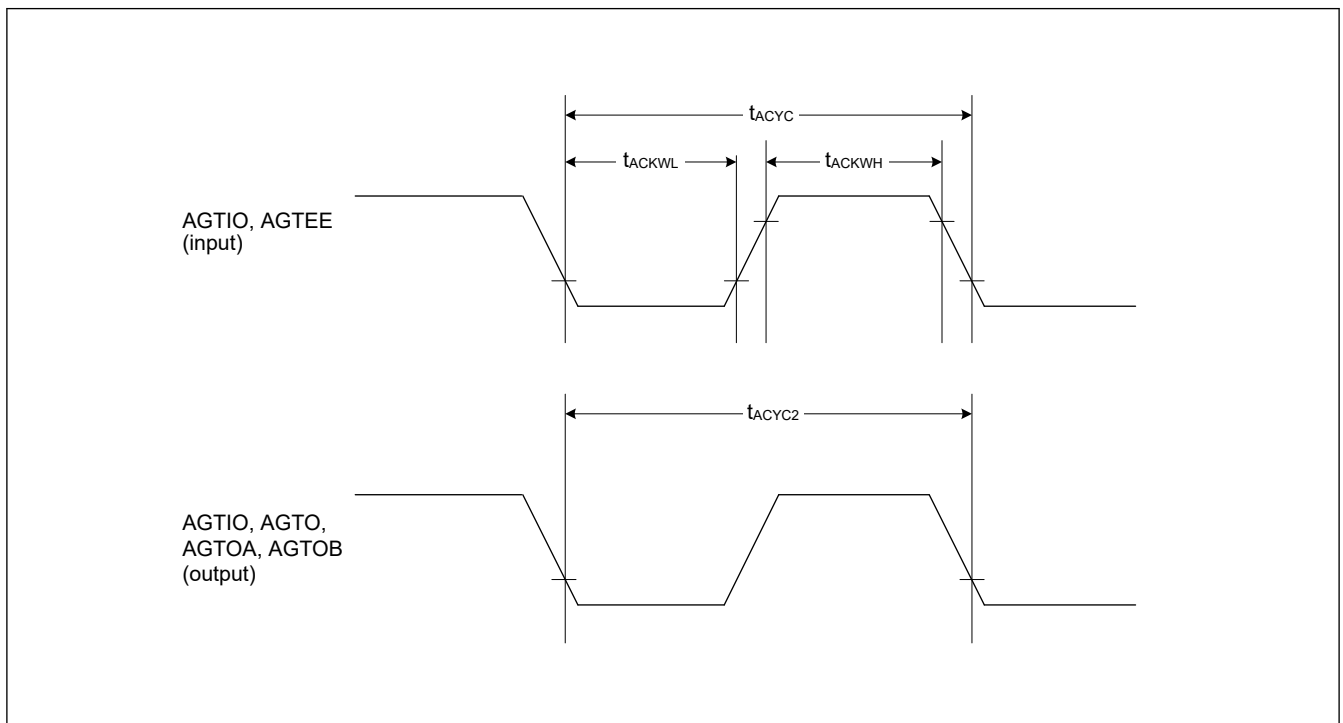 tACYC
tACKWL
tACKWH
AGTIO, AGTEE
(input)
tACYC2
AGTIO, AGTO,
AGTOA, AGTOB
(output)